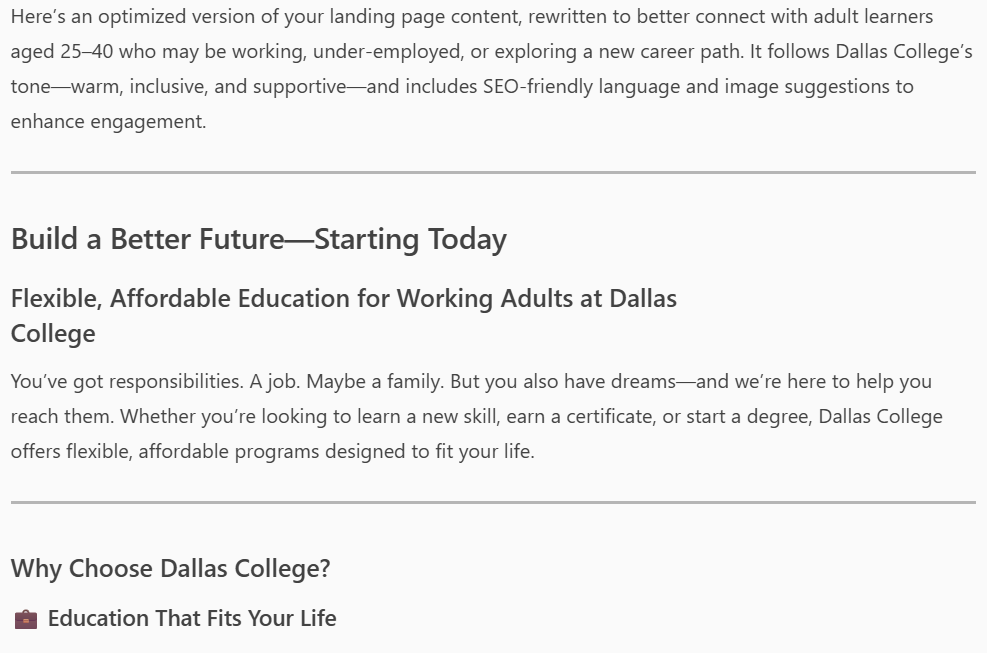 Here’s an optimized version of your landing page content, rewritten to better connect with adult learners
aged 25–40 who may be working, under-employed, or exploring a new career path. It follows Dallas College’s
tone—warm, inclusive, and supportive—and includes SEO-friendly language and image suggestions to
enhance engagement.
Build a Better Future—Starting Today
Flexible, Affordable Education for Working Adults at Dallas
College
You’ve got responsibilities. A job. Maybe a family. But you also have dreams—and we’re here to help you
reach them. Whether you’re looking to learn a new skill, earn a certificate, or start a degree, Dallas College
offers flexible, affordable programs designed to fit your life.
Why Choose Dallas College?
Education That Fits Your Life